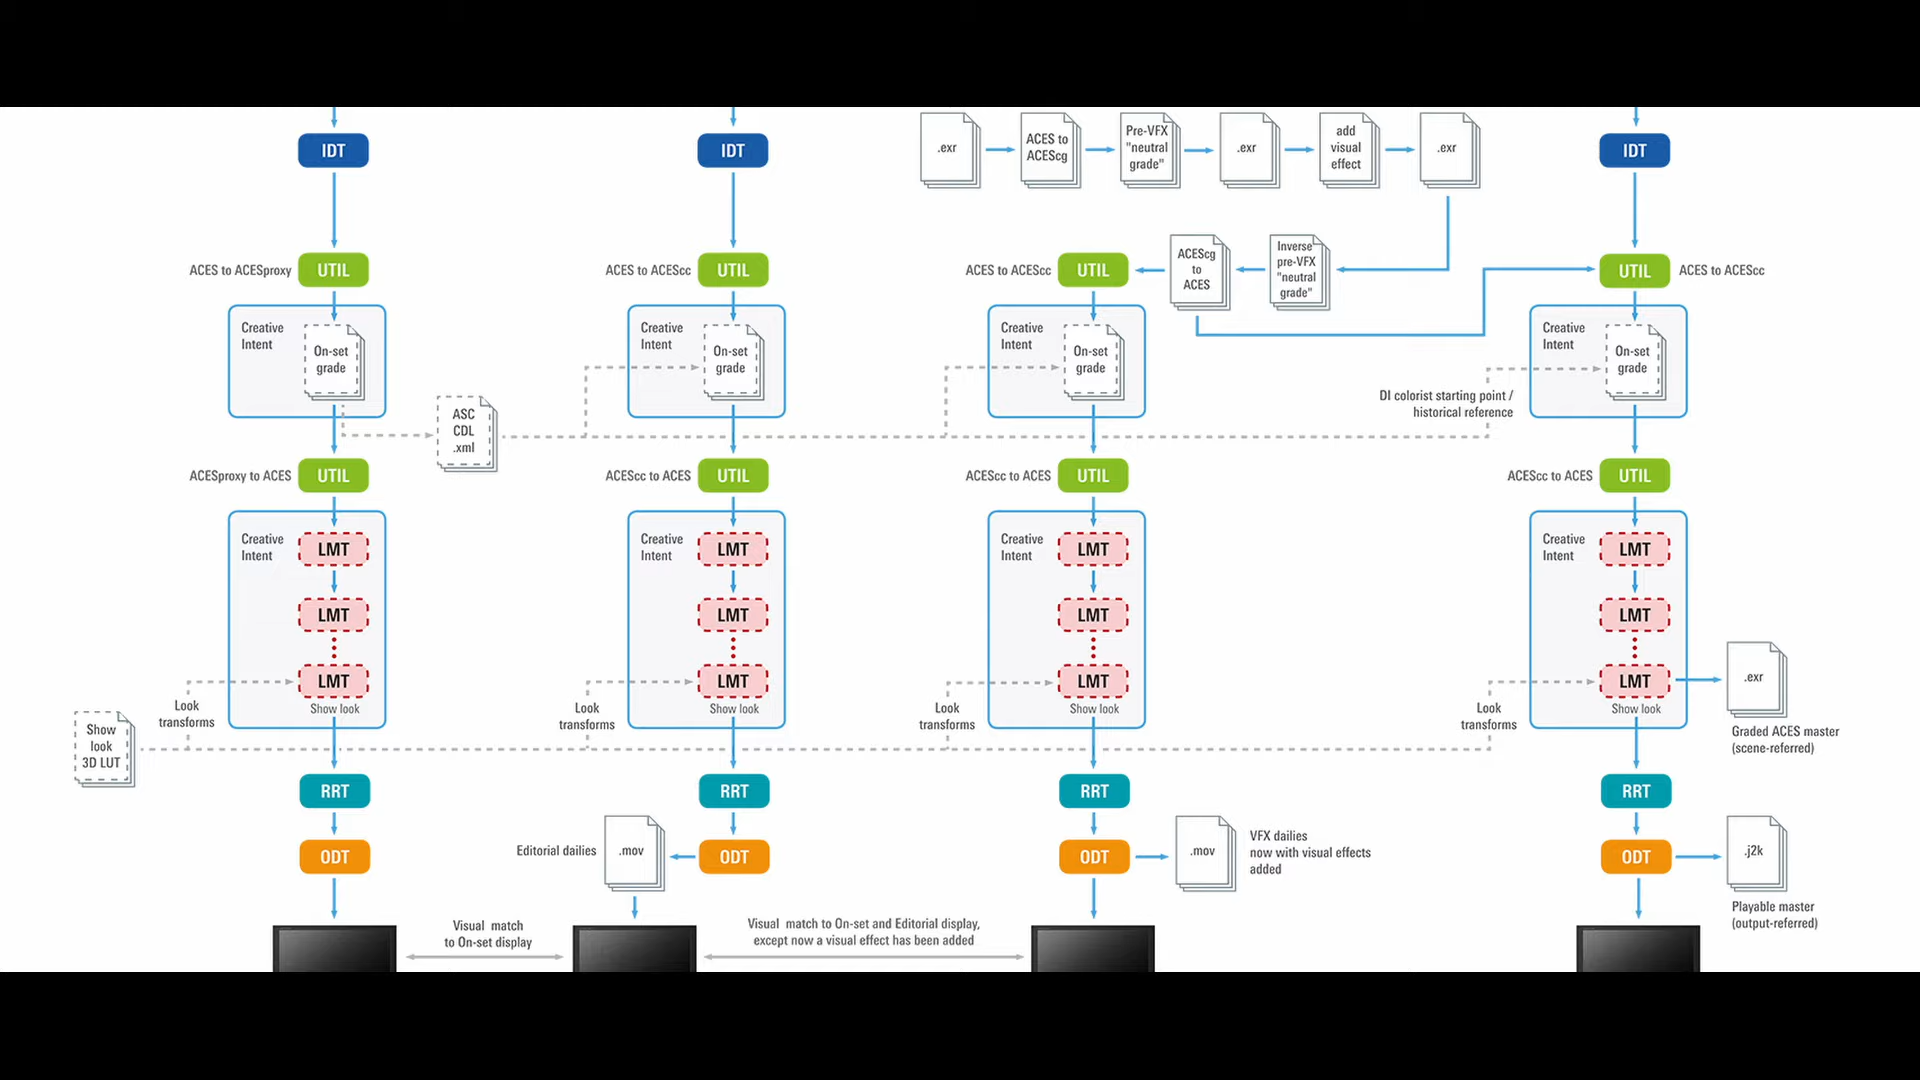 IDT
IDT
.exr
ACES to
ACEScg
Pre-VFX
"neutral
grade"
.exr
add
visual
effect
.exr
IDT
ACES to ACESproxy
UTIL
ACES to ACEScc
UTIL
ACES to ACEScc
UTIL
ACEScg
to
ACES
Inverse
pre-VFX
"neutral
grade"
UTIL
ACES to ACEScc
Creative
Intent
On-set
grade
Creative
Intent
On-set
grade
Creative
Intent
On-set
grade
Creative
Intent
On-set
grade
DI colorist starting point /
historical reference
ASC
CDL
.xml
ACESproxy to ACES
UTIL
ACEScc to ACES
UTIL
ACEScc to ACES
UTIL
ACEScc to ACES
UTIL
Creative
Intent
LMT
LMT
LMT
Show look
Creative
Intent
LMT
LMT
LMT
Show look
Creative
Intent
LMT
LMT
LMT
Show look
Creative
Intent
LMT
LMT
LMT
Show look
.exr
Graded ACES master
(scene-referred)
Show
look
3D LUT
Look
transforms
Look
transforms
Look
transforms
Look
transforms
RRT
RRT
RRT
RRT
ODT
Editorial dailies
.mov
ODT
ODT
.mov
VFX dailies
now with visual effects
added
ODT
.j2k
Playable master
(output-referred)
Visual match
to On-set display
Visual match to On-set and Editorial display,
except now a visual effect has been added